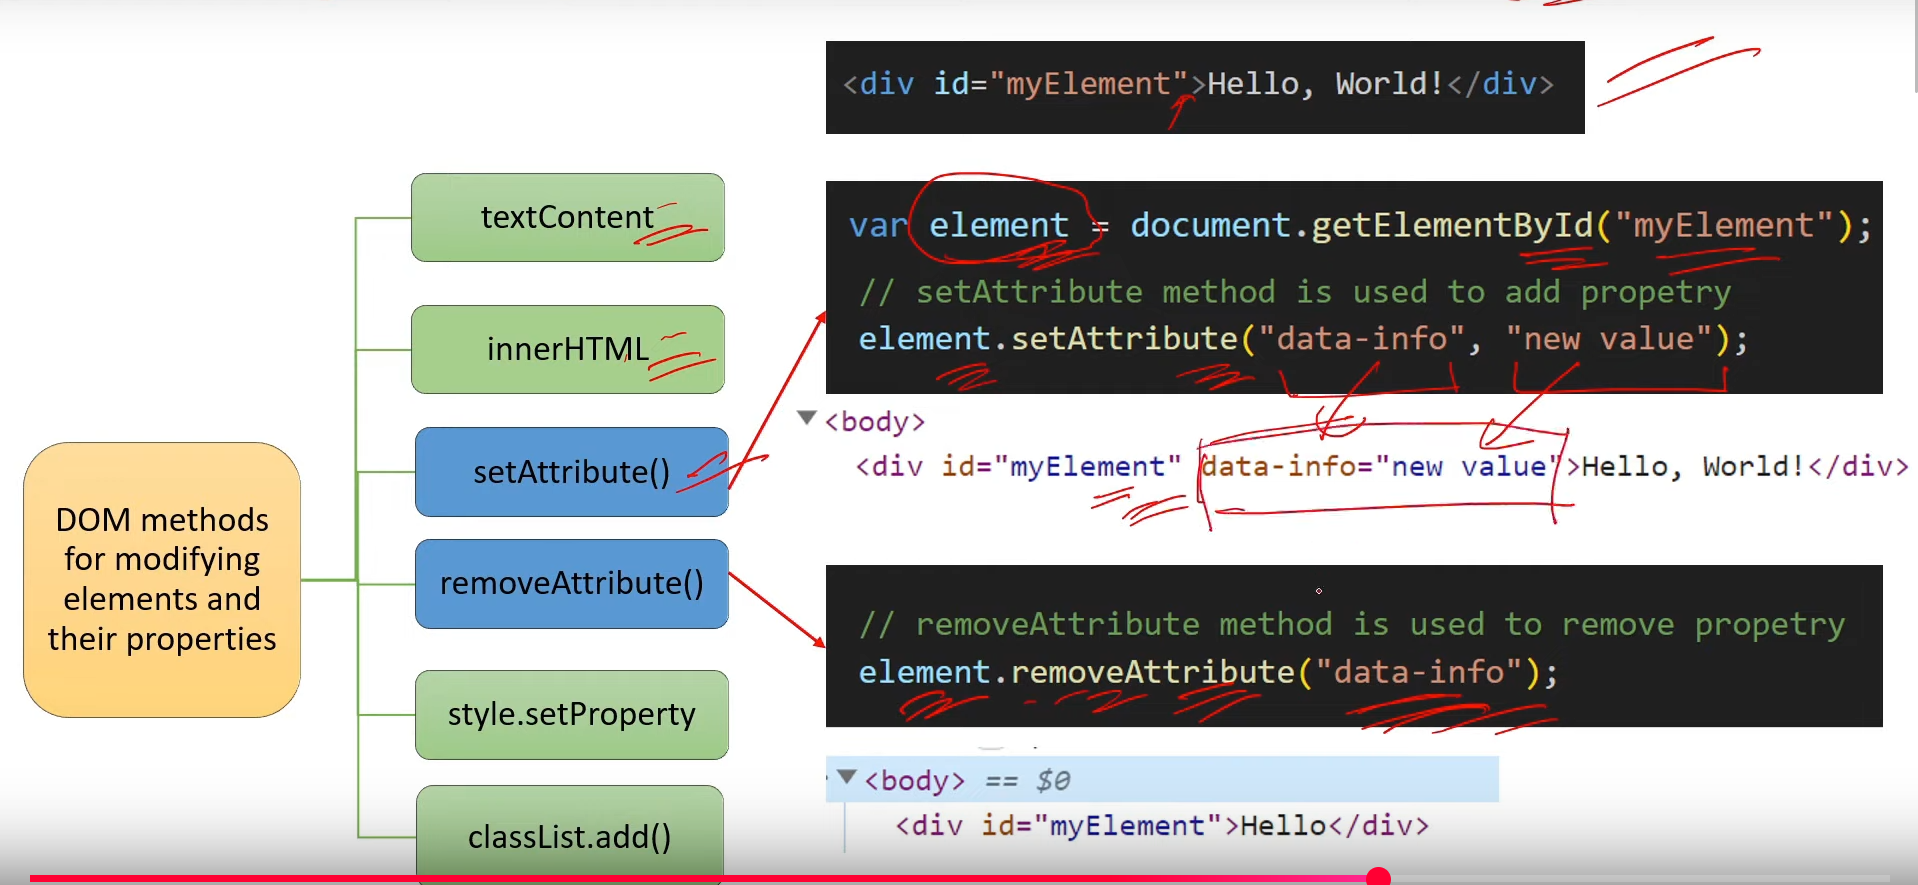 <div id="myElement">Hello, World!</div>
textContent
innerHTML
setAttribute()
removeAttribute()
style.setProperty
classList.add()
DOM methods
for modifying
elements and
their properties
var element = document.getElementById("myElement");
// setAttribute method is used to add propetry
element.setAttribute("data-info", "new value");
<body>
<div id="myElement" data-info="new value">Hello, World!</div>
// removeAttribute method is used to remove propetry
element.removeAttribute("data-info");
<body> == $0
<div id="myElement">Hello</div>